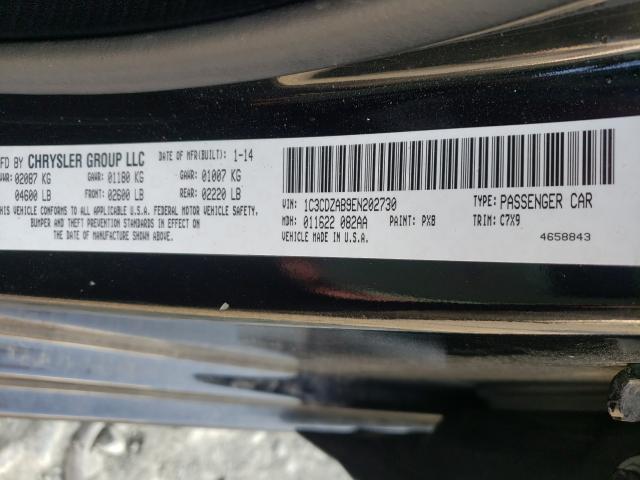 FD BY CHRYSLER GROUP LLC DATE OF MFR(BUILT): 1-14
VWR: 02087 KG GAWR: 01180 KG GAWR: 01007 KG
04600 LB FRONT: 02600 LB REAR: 02220 LB
THIS VEHICLE CONFORMS TO ALL APPLICABLE U.S.A. FEDERAL MOTOR VEHICLE SAFETY
BUMPER AND THEFT PREVENTION STANDARDS IN EFFECT
ON THE DATE OF MANUFACTURE SHOWN ABOVE.
VIN: 1C3CDZAB9EN202730 TYPE: PASSENGER CAR
MDH: 011622 082AA PAINT: PX8 TRIM: C7X9
VEHICLE MADE IN U.S.A. 4658843